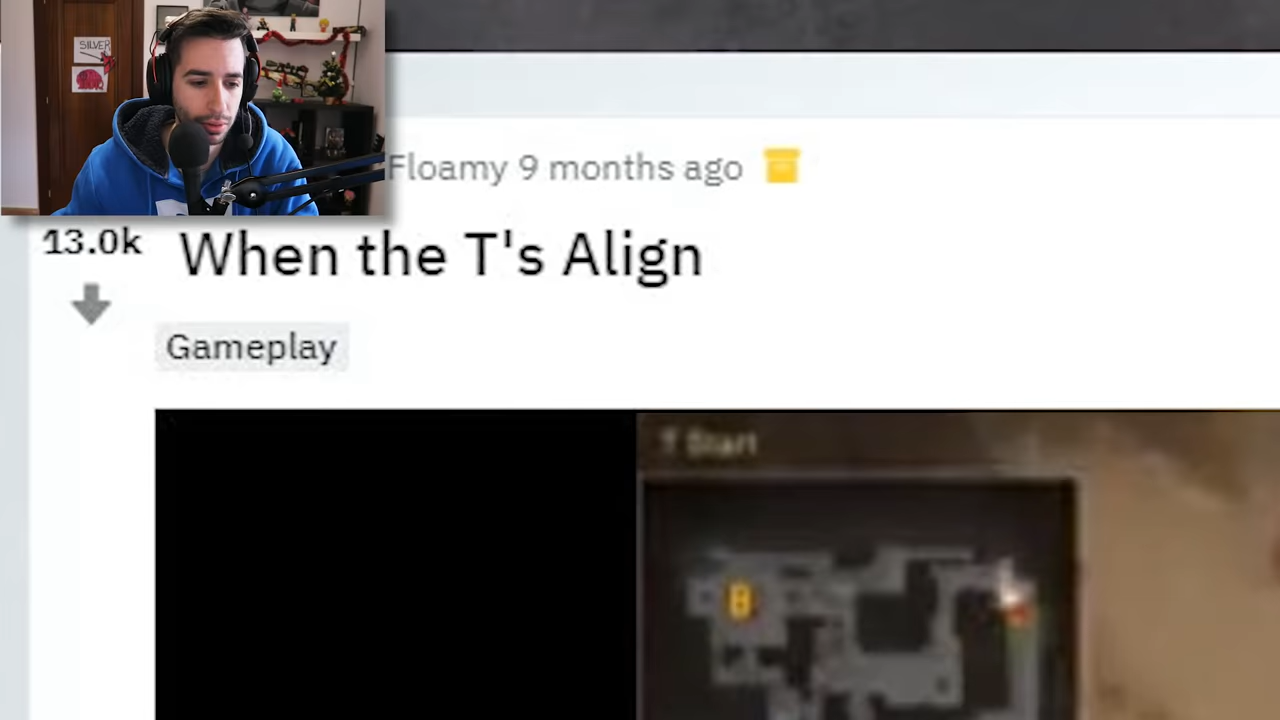 SILVER
Floamy 9 months ago
13.0k
When the T's Align
Gameplay
T Start
B